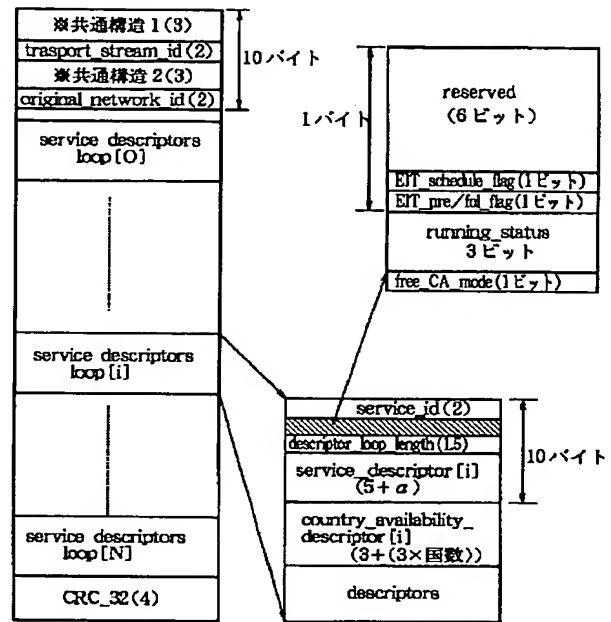 ※共通構造1(3)
trasport_stream_id(2)
※共通構造2(3)
original_network_id(2)
10バイト
service descriptors
loop[0]
service descriptors
loop[i]
service descriptors
loop[N]
CRC_32(4)
1バイト
reserved
(6ビット)
EIT_schedule_flag(1ビット)
EIT_pre/fol_flag(1ビット)
running_status
3ビット
free_CA_mode(1ビット)
service_id(2)
descriptor_loop_length(1.5)
service_descriptor[i]
(5+α)
10バイト
country_availability_
descriptor[i]
(3+(3×国数))
descriptors